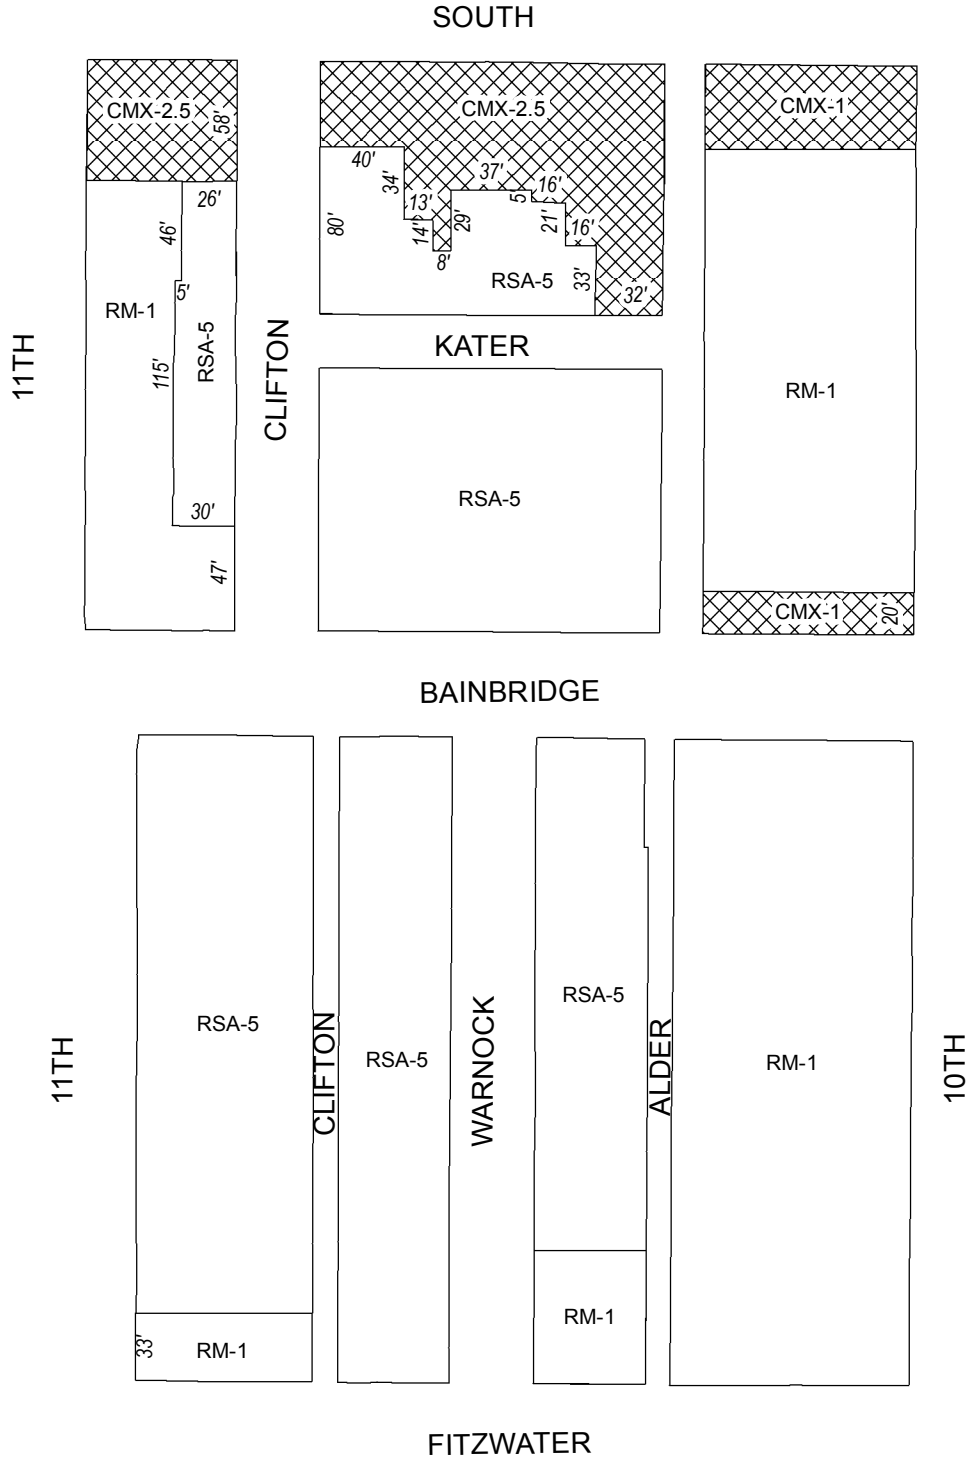 SOUTH
CMX-2.5
58'
CMX-2.5
CMX-1
40'
34'
37'
16'
5'
13'
26'
80'
46'
14'
29'
21'
16'
8'
RSA-5
33'
32'
5'
RM-1
RSA-5
115'
11TH
CLIFTON
KATER
RM-1
RSA-5
30'
47'
CMX-1
20'
BAINBRIDGE
RSA-5
CLIFTON
RSA-5
WARNOCK
RSA-5
ALDER
RM-1
11TH
10TH
RM-1
33'
RM-1
FITZWATER